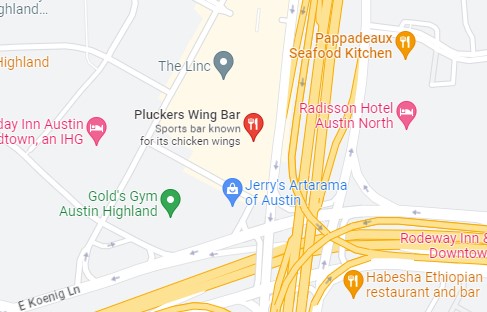 ghland...
Pappadeaux
Seafood Kitchen
Highland
The Linc
Pluckers Wing Bar
Sports bar known
for its chicken wings
Radisson Hotel
Austin North
day Inn Austin
dtown, an IHG
Gold's Gym
Austin Highland
Jerry's Artarama
of Austin
Rodeway Inn &
Downtow
Habesha Ethiopian
restaurant and bar
E Koenig Ln